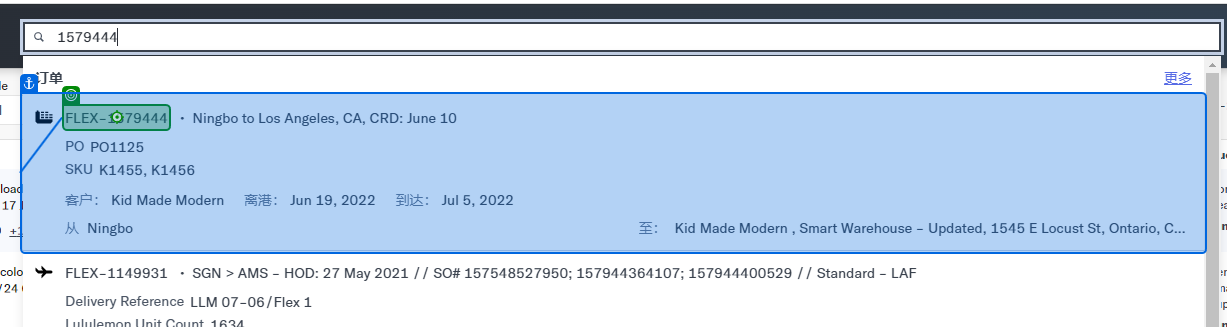 1579444
订单 更多
FLEX-1579444 · Ningbo to Los Angeles, CA, CRD: June 10
PO PO1125
SKU K1455, K1456
客户： Kid Made Modern 离港： Jun 19, 2022 到达： Jul 5, 2022
从 Ningbo 至： Kid Made Modern , Smart Warehouse - Updated, 1545 E Locust St, Ontario, C...
FLEX-1149931 · SGN > AMS - HOD: 27 May 2021 // SO# 157548527950; 157944364107; 157944400529 // Standard - LAF
Delivery Reference LLM 07-06/Flex 1
Lululemon Unit Count 1634